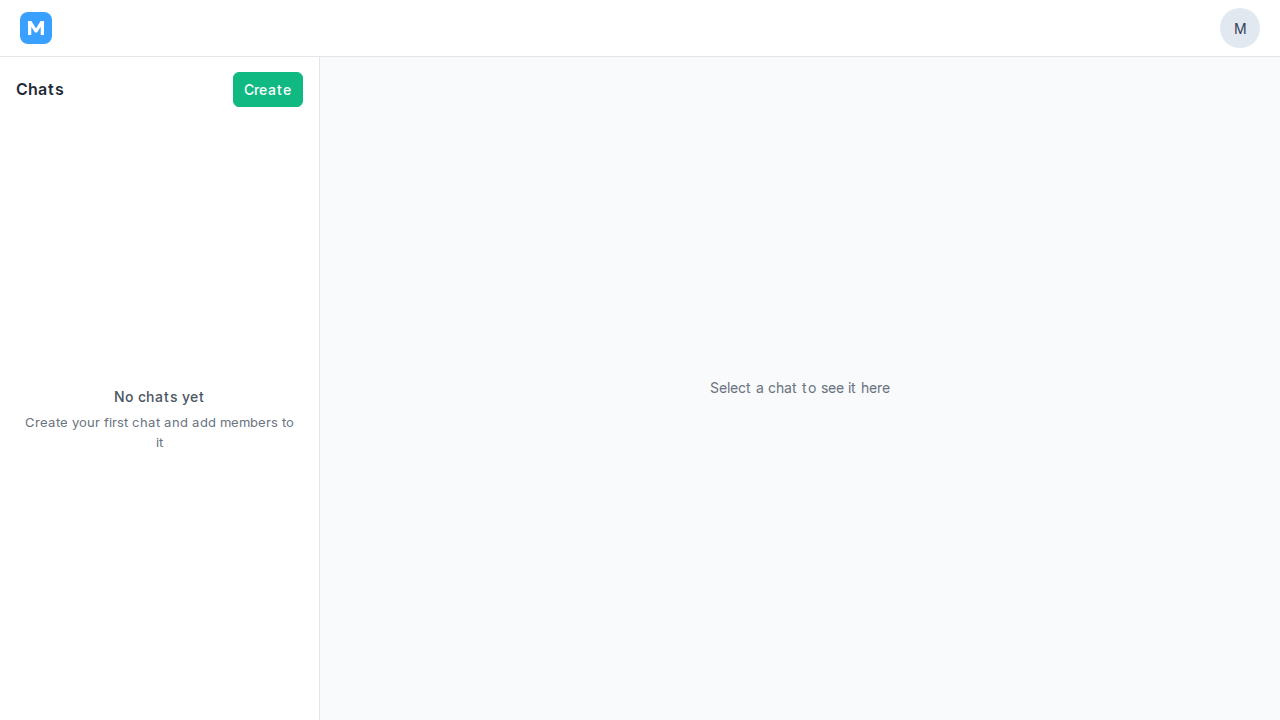 M
M
Chats
Create
No chats yet
Create your first chat and add members to
it
Select a chat to see it here